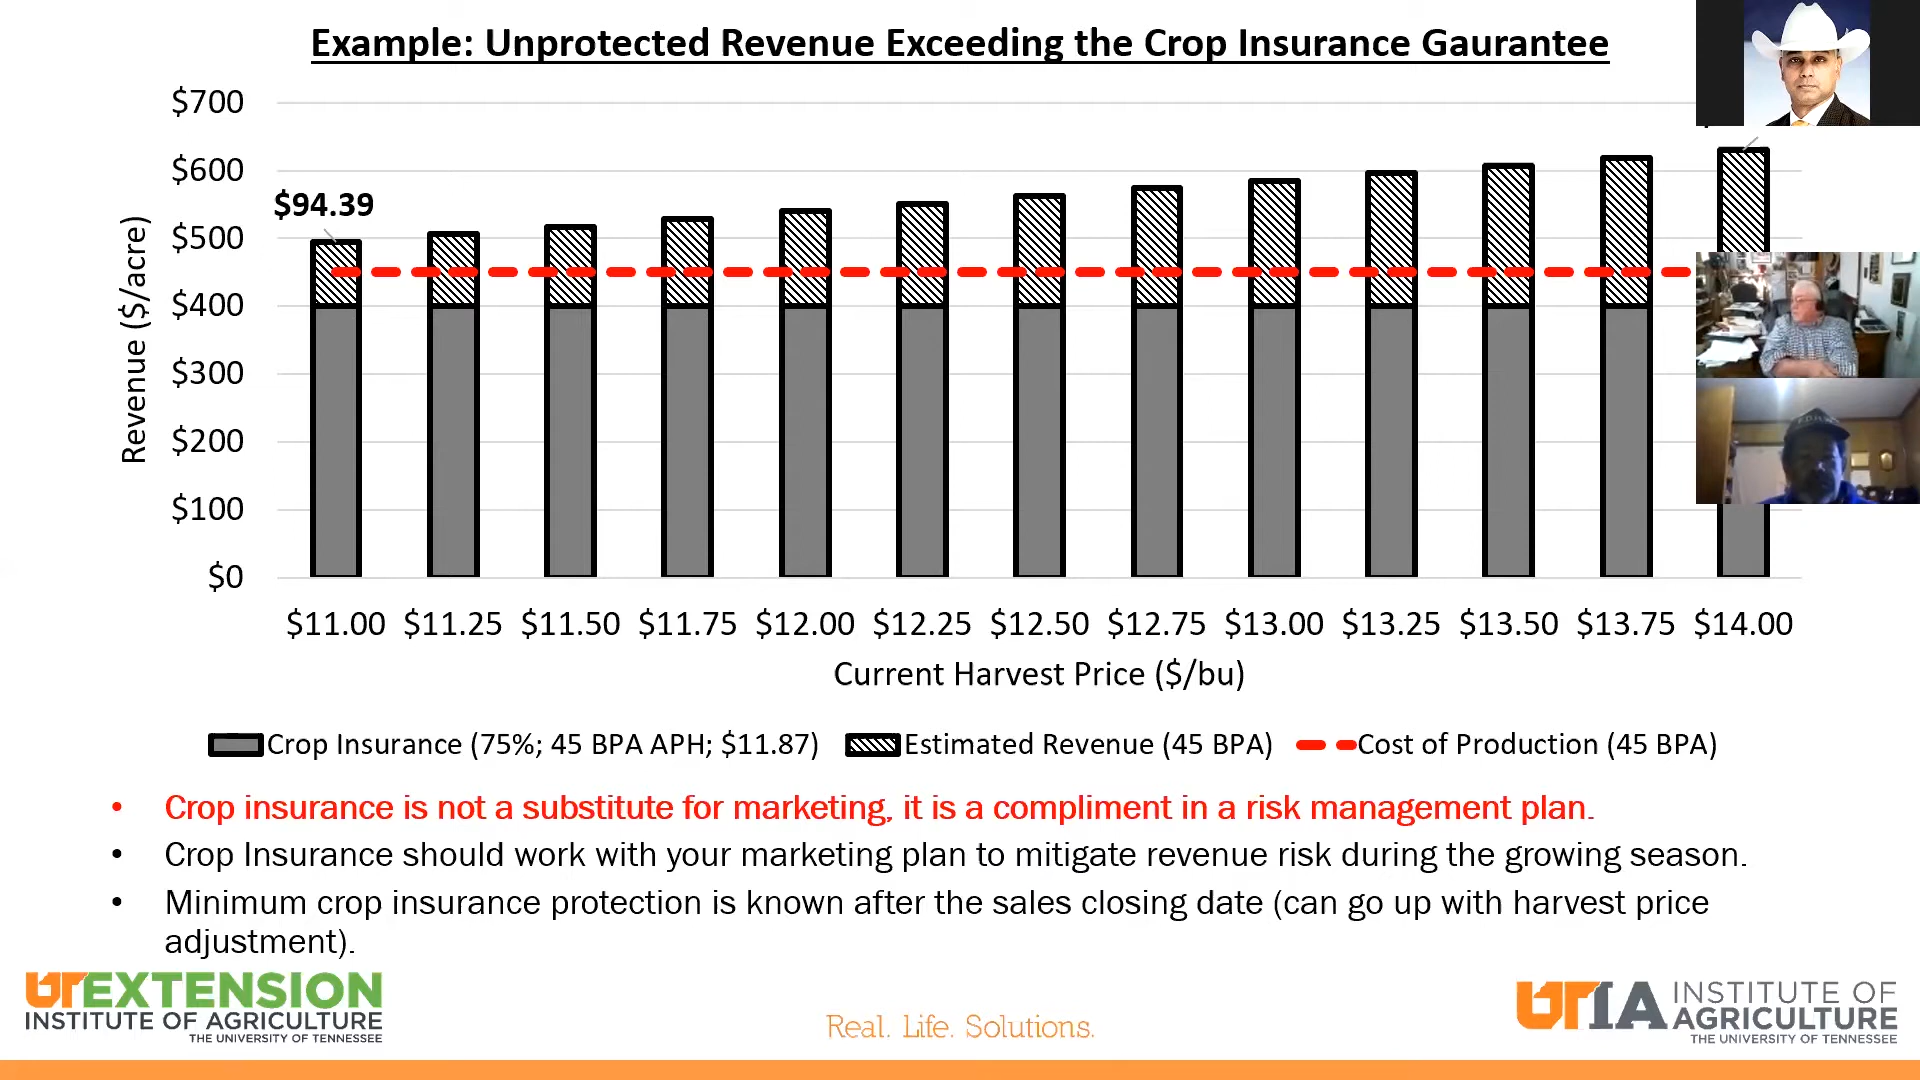 Example: Unprotected Revenue Exceeding the Crop Insurance Gaurantee
$700
$600
$500
$400
$300
$200
$100
$0
Revenue ($/acre)
$94.39
$11.00 $11.25 $11.50 $11.75 $12.00 $12.25 $12.50 $12.75 $13.00 $13.25 $13.50 $13.75 $14.00
Current Harvest Price ($/bu)
Crop Insurance (75%; 45 BPA APH; $11.87) Estimated Revenue (45 BPA) Cost of Production (45 BPA)
• Crop insurance is not a substitute for marketing, it is a compliment in a risk management plan.
• Crop Insurance should work with your marketing plan to mitigate revenue risk during the growing season.
• Minimum crop insurance protection is known after the sales closing date (can go up with harvest price
adjustment).
UTEXTENSION
INSTITUTE OF AGRICULTURE
THE UNIVERSITY OF TENNESSEE
Real. Life. Solutions.
UTIA INSTITUTE OF
AGRICULTURE
THE UNIVERSITY OF TENNESSEE